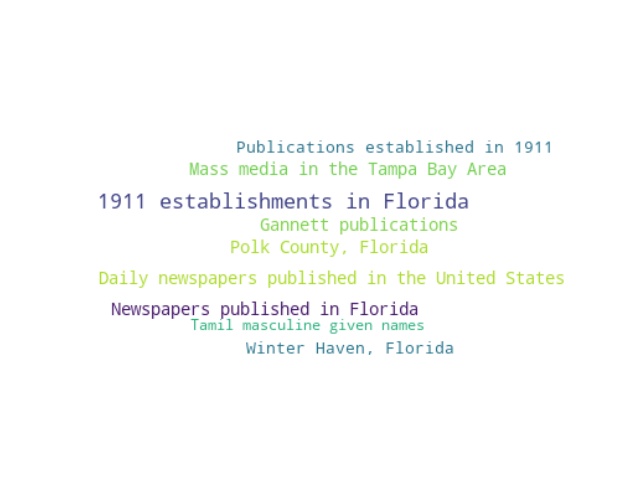 Publications established in 1911
Mass media in the Tampa Bay Area
1911 establishments in Florida
Gannett publications
Polk County, Florida
Daily newspapers published in the United States
Newspapers published in Florida
Tamil masculine given names
Winter Haven, Florida